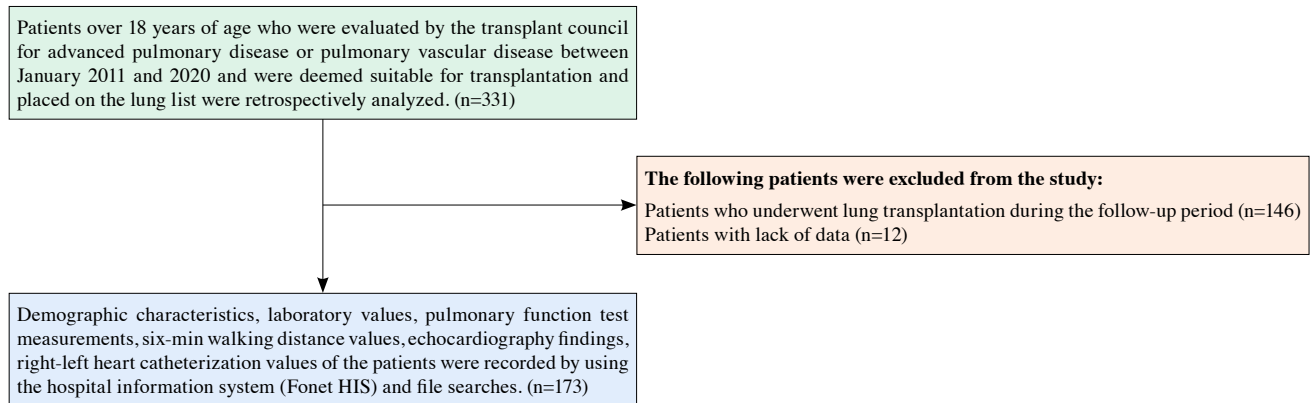 Patients over 18 years of age who were evaluated by the transplant council
for advanced pulmonary disease or pulmonary vascular disease between
January 2011 and 2020 and were deemed suitable for transplantation and
placed on the lung list were retrospectively analyzed. (n=331)
The following patients were excluded from the study:
Patients who underwent lung transplantation during the follow-up period (n=146)
Patients with lack of data (n=12)
Demographic characteristics, laboratory values, pulmonary function test
measurements, six-min walking distance values, echocardiography findings,
right-left heart catheterization values of the patients were recorded by using
the hospital information system (Fonet HIS) and file searches. (n=173)